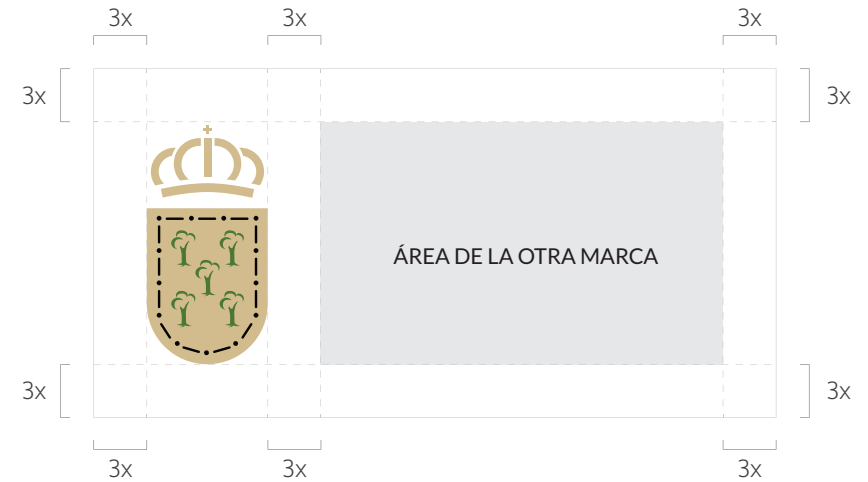 3x 3x 3x
3x 3x
ÁREA DE LA OTRA MARCA
3x 3x
3x 3x 3x